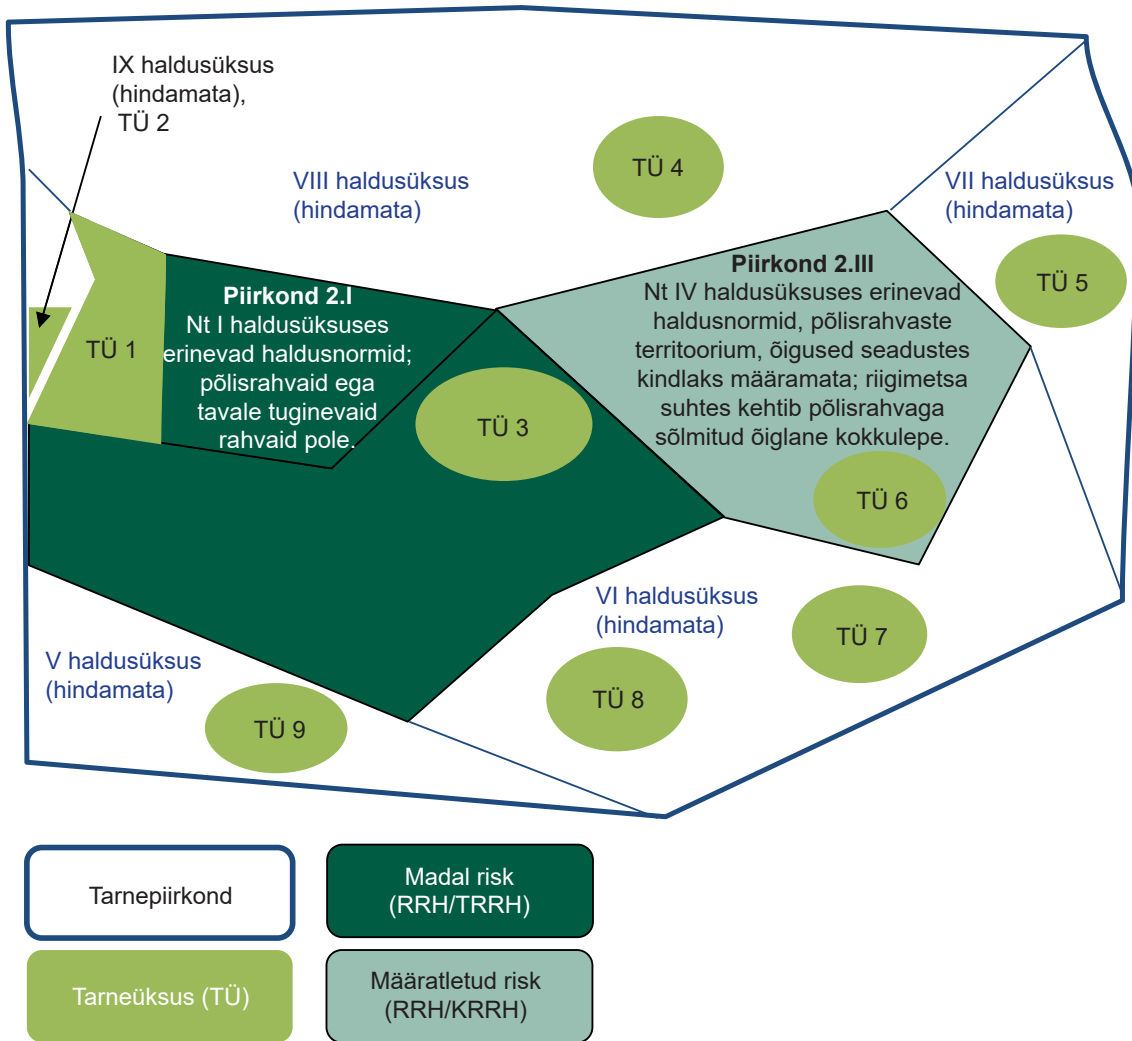 IX haldusüksus
(hindamata),
TÜ 2
VIII haldusüksus
(hindamata)
TÜ 4
VII haldusüksus
(hindamata)
TÜ 5
TÜ 1
Piirkond 2.I
Nt I haldusüksuses
erinevad haldusnormid;
põlisrahvaid ega
tavale tuginevaid
rahvaid pole.
TÜ 3
Piirkond 2.III
Nt IV haldusüksuses erinevad
haldusnormid, põlisrahvaste
territoorium, õigused seadustes
kindlaks määramata; riigimetsa
suhtes kehtib põlisrahvaga
sõlmitud õiglane kokkulepe.
TÜ 6
VI haldusüksus
(hindamata)
TÜ 7
V haldusüksus
(hindamata)
TÜ 8
TÜ 9
Tarnepiirkond
Madal risk
(RRH/TRRH)
Tarneüksus (TÜ)
Määratletud risk
(RRH/KRRH)